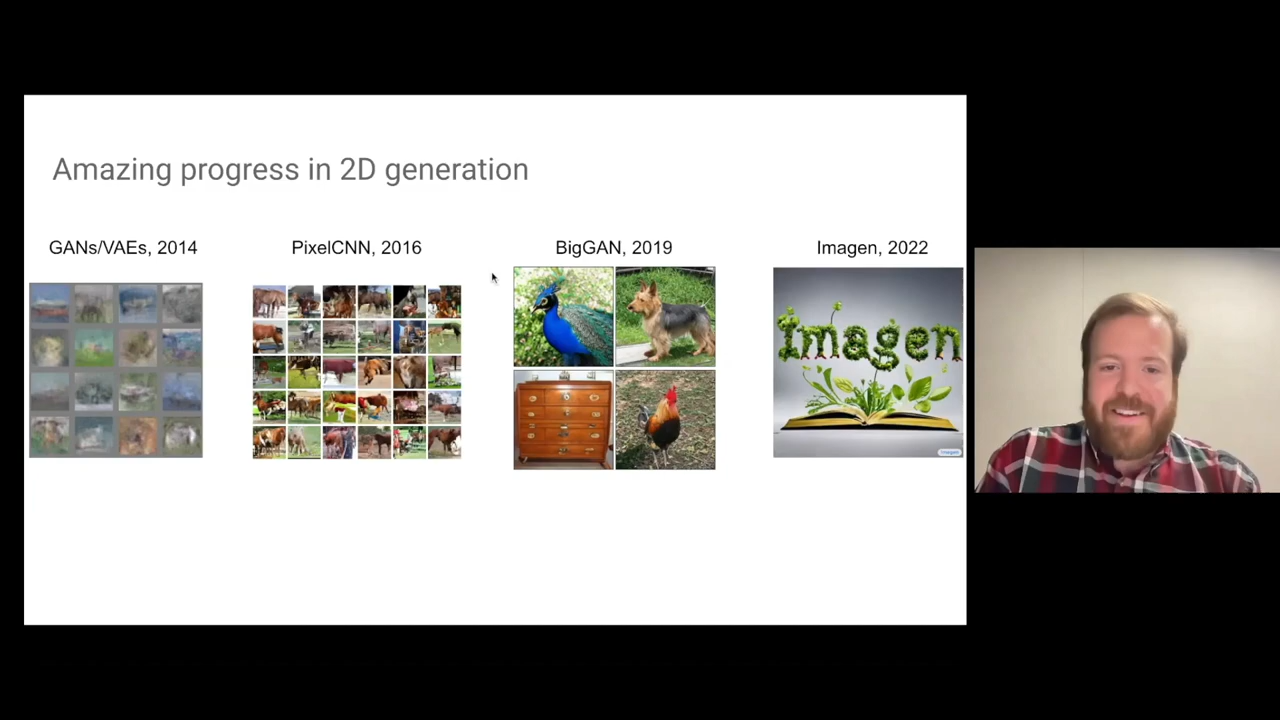 Amazing progress in 2D generation
GANs/VAEs, 2014
PixelCNN, 2016
BigGAN, 2019
Imagen, 2022
Imagen